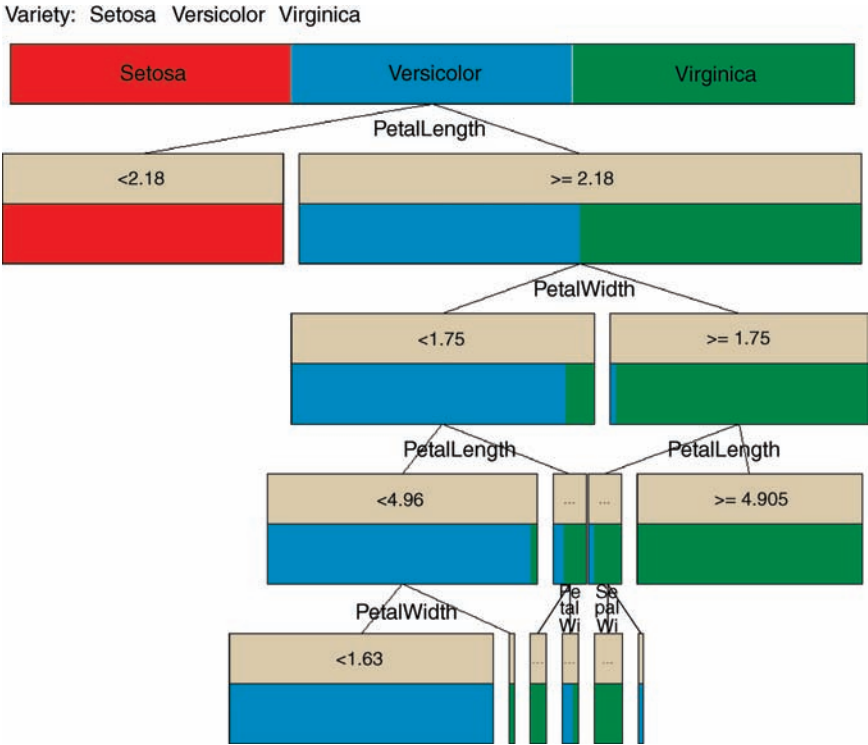 Variety: Setosa Versicolor Virginica
Setosa Versicolor Virginica
PetalLength
<2.18 >= 2.18
PetalWidth
<1.75 >= 1.75
PetalLength PetalLength
<4.96 ... ... >= 4.905
Pe Se
tal pal
Wi Wi
PetalWidth
<1.63 ... ... ...